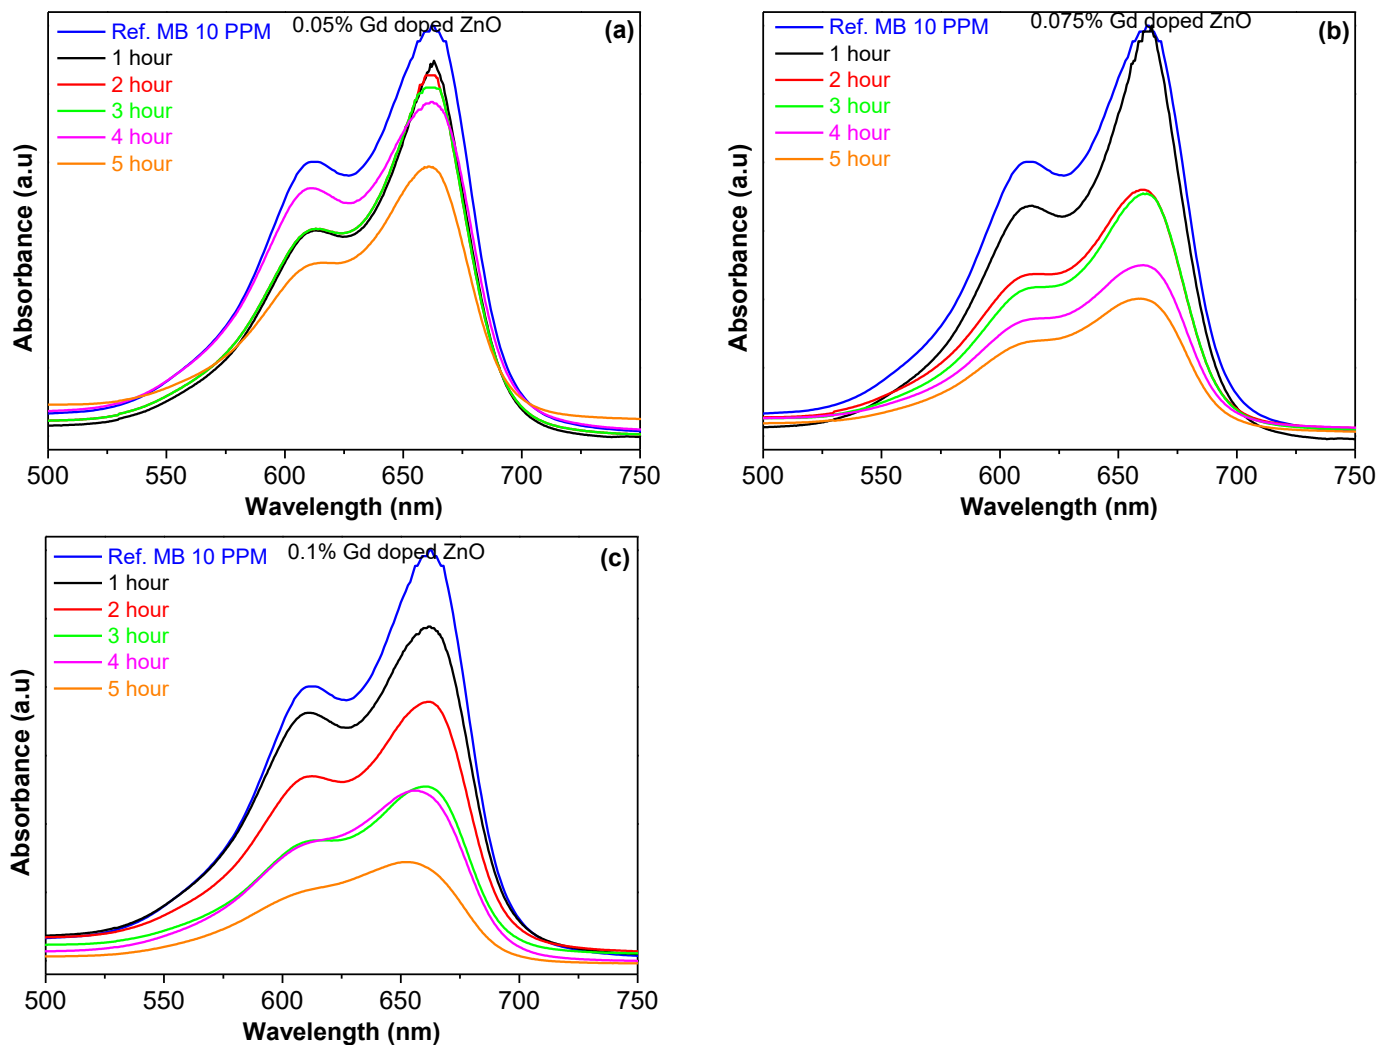 Ref. MB 10 PPM
0.05% Gd doped ZnO
(a)
1 hour
2 hour
3 hour
4 hour
5 hour
Absorbance (a.u)
500 550 600 650 700 750
Wavelength (nm)
Ref. MB 10 PPM
0.075% Gd doped ZnO
(b)
1 hour
2 hour
3 hour
4 hour
5 hour
Absorbance (a.u)
500 550 600 650 700 750
Wavelength (nm)
Ref. MB 10 PPM
0.1% Gd doped ZnO
(c)
1 hour
2 hour
3 hour
4 hour
5 hour
Absorbance (a.u)
500 550 600 650 700 750
Wavelength (nm)